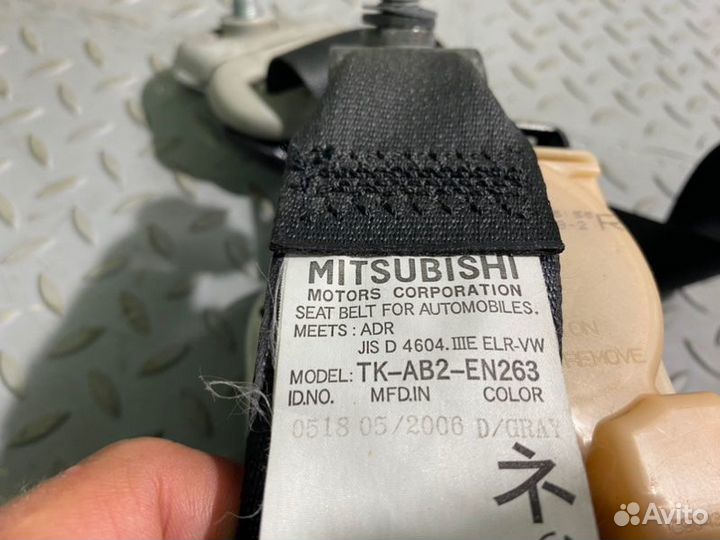 MITSUBISHI
MOTORS CORPORATION
SEAT BELT FOR AUTOMOBILES.
MEETS: ADR
JIS D 4604.IIIE ELR-VW
MODEL: TK-AB2-EN263
ID.NO. MFD.IN COLOR
0518 05/2006 D/GRAY
ネ
REMOVE
Avito